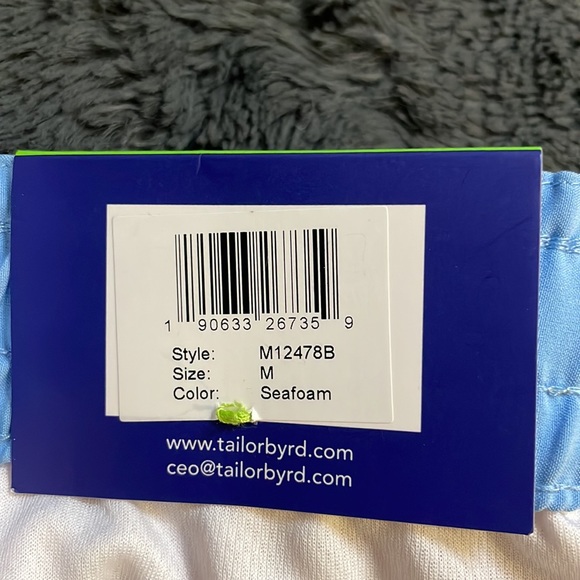 1 90633 26735 9
Style: M12478B
Size: M
Color: Seafoam
www.tailorbyrd.com
ceo@tailorbyrd.com